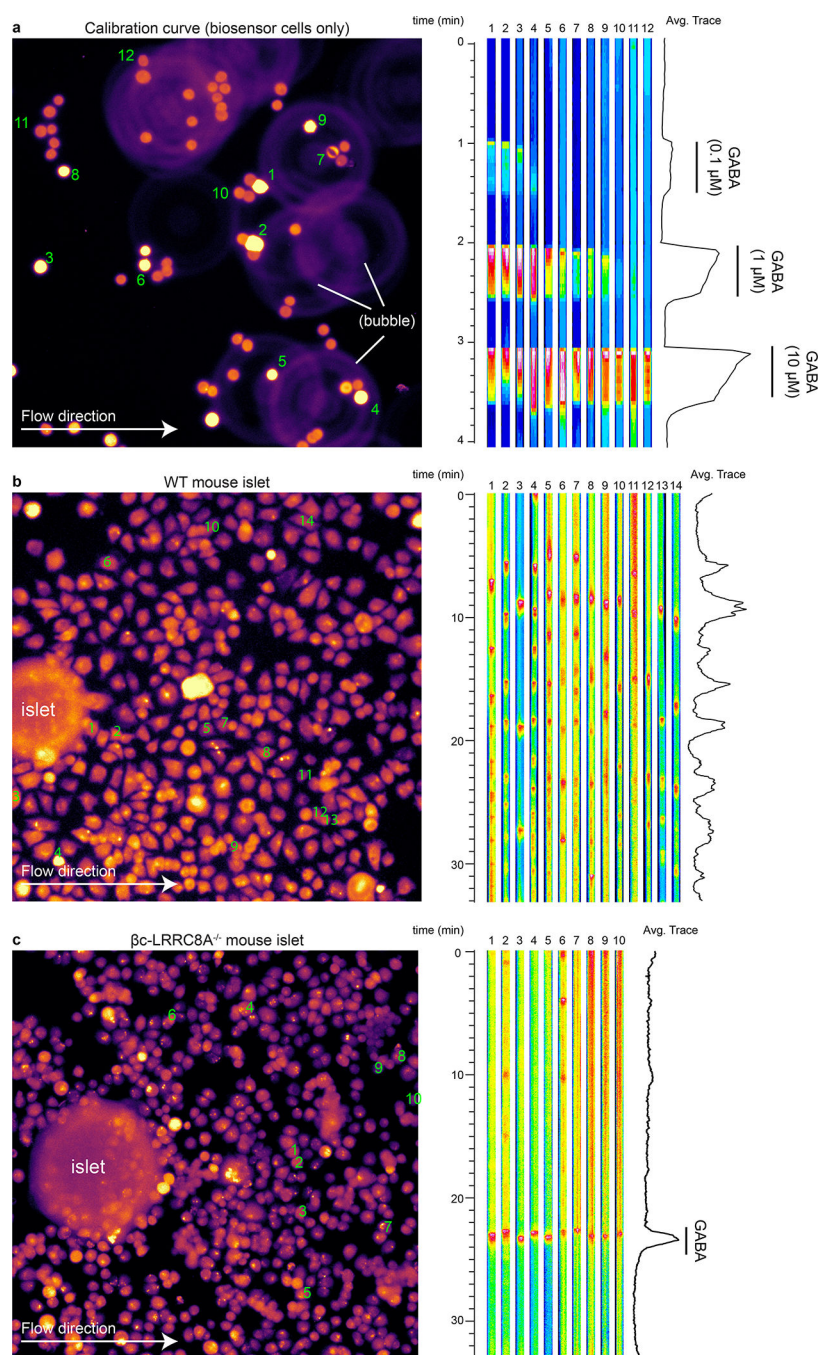 a
Calibration curve (biosensor cells only)
time (min)
Avg. Trace
1 2 3 4 5 6 7 8 9 10 11 12
12
11
9
7
8
1
10
2
3
6
(bubble)
5
4
Flow direction
0
1
2
3
4
GABA
(0.1 µM)
GABA
(1 µM)
GABA
(10 µM)
b
WT mouse islet
time (min)
Avg. Trace
1 2 3 4 5 6 7 8 9 10 11 12 13 14
10
14
6
islet
1
2
5
7
8
11
3
12
13
9
4
Flow direction
0
10
20
30
c
βc-LRRC8A-/- mouse islet
time (min)
Avg. Trace
1 2 3 4 5 6 7 8 9 10
6
4
8
9
10
islet
1
2
3
7
5
Flow direction
0
10
20
30
GABA